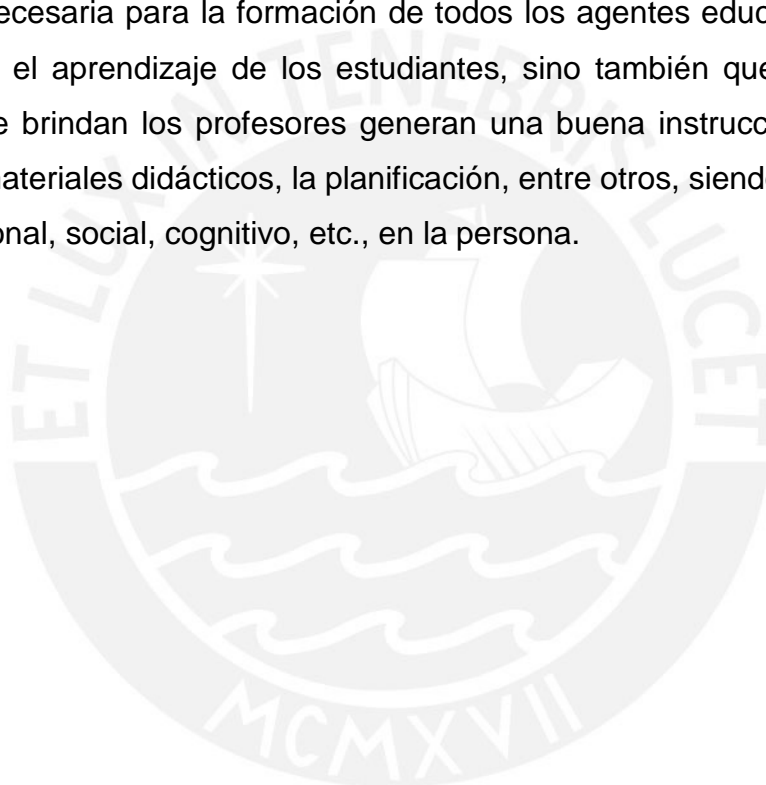 ecesaria para la formación de todos los agentes educ
el aprendizaje de los estudiantes, sino también que
e brindan los profesores generan una buena instrucc
nateriales didácticos, la planificación, entre otros, siend
onal, social, cognitivo, etc., en la persona.
ET LUX IN TENEBRIS LUCET
MCMXVII